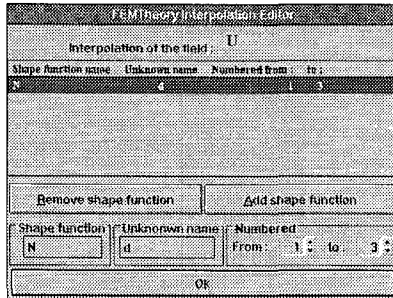 FEMTheory Interpolation Editor
Interpolation of the field : U
Shape function name Unknown name Numbered from : to :
N d 1 3
Remove shape function Add shape function
Shape function Unknonwn name Numbered
N d From : 1 to : 3
OK